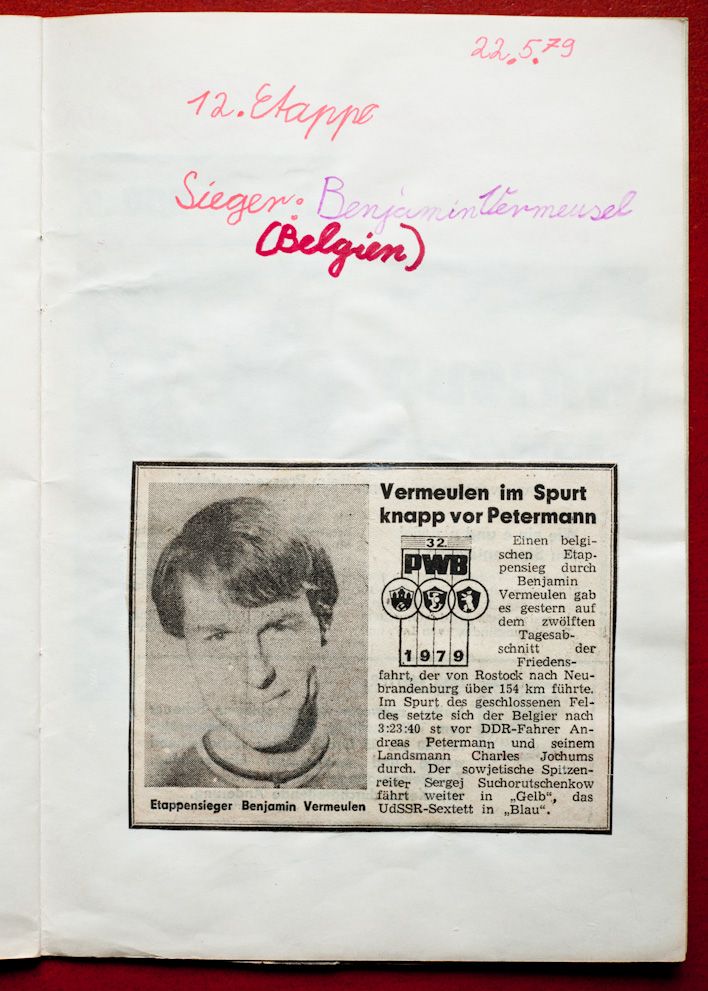 22.5.79
12. Etappe
Sieger: Benjamin Vermeusel
(Belgien)
Vermeulen im Spurt
knapp vor Petermann
32.
PWB
1979
Einen belgi-
schen Etap-
pensieg durch
Benjamin
Vermeulen gab
es gestern auf
dem zwölften
Tagesab-
schnitt der
Friedens-
fahrt, der von Rostock nach Neu-
brandenburg über 154 km führte.
Im Spurt des geschlossenen Fel-
des setzte sich der Belgier nach
3:23:40 st vor DDR-Fahrer An-
dreas Petermann und seinem
Landsmann Charles Jochums
durch. Der sowjetische Spitzen-
reiter Sergej Suchorutschenkow
fährt weiter in „Gelb“, das
UdSSR-Sextett in „Blau“.
Etappensieger Benjamin Vermeulen